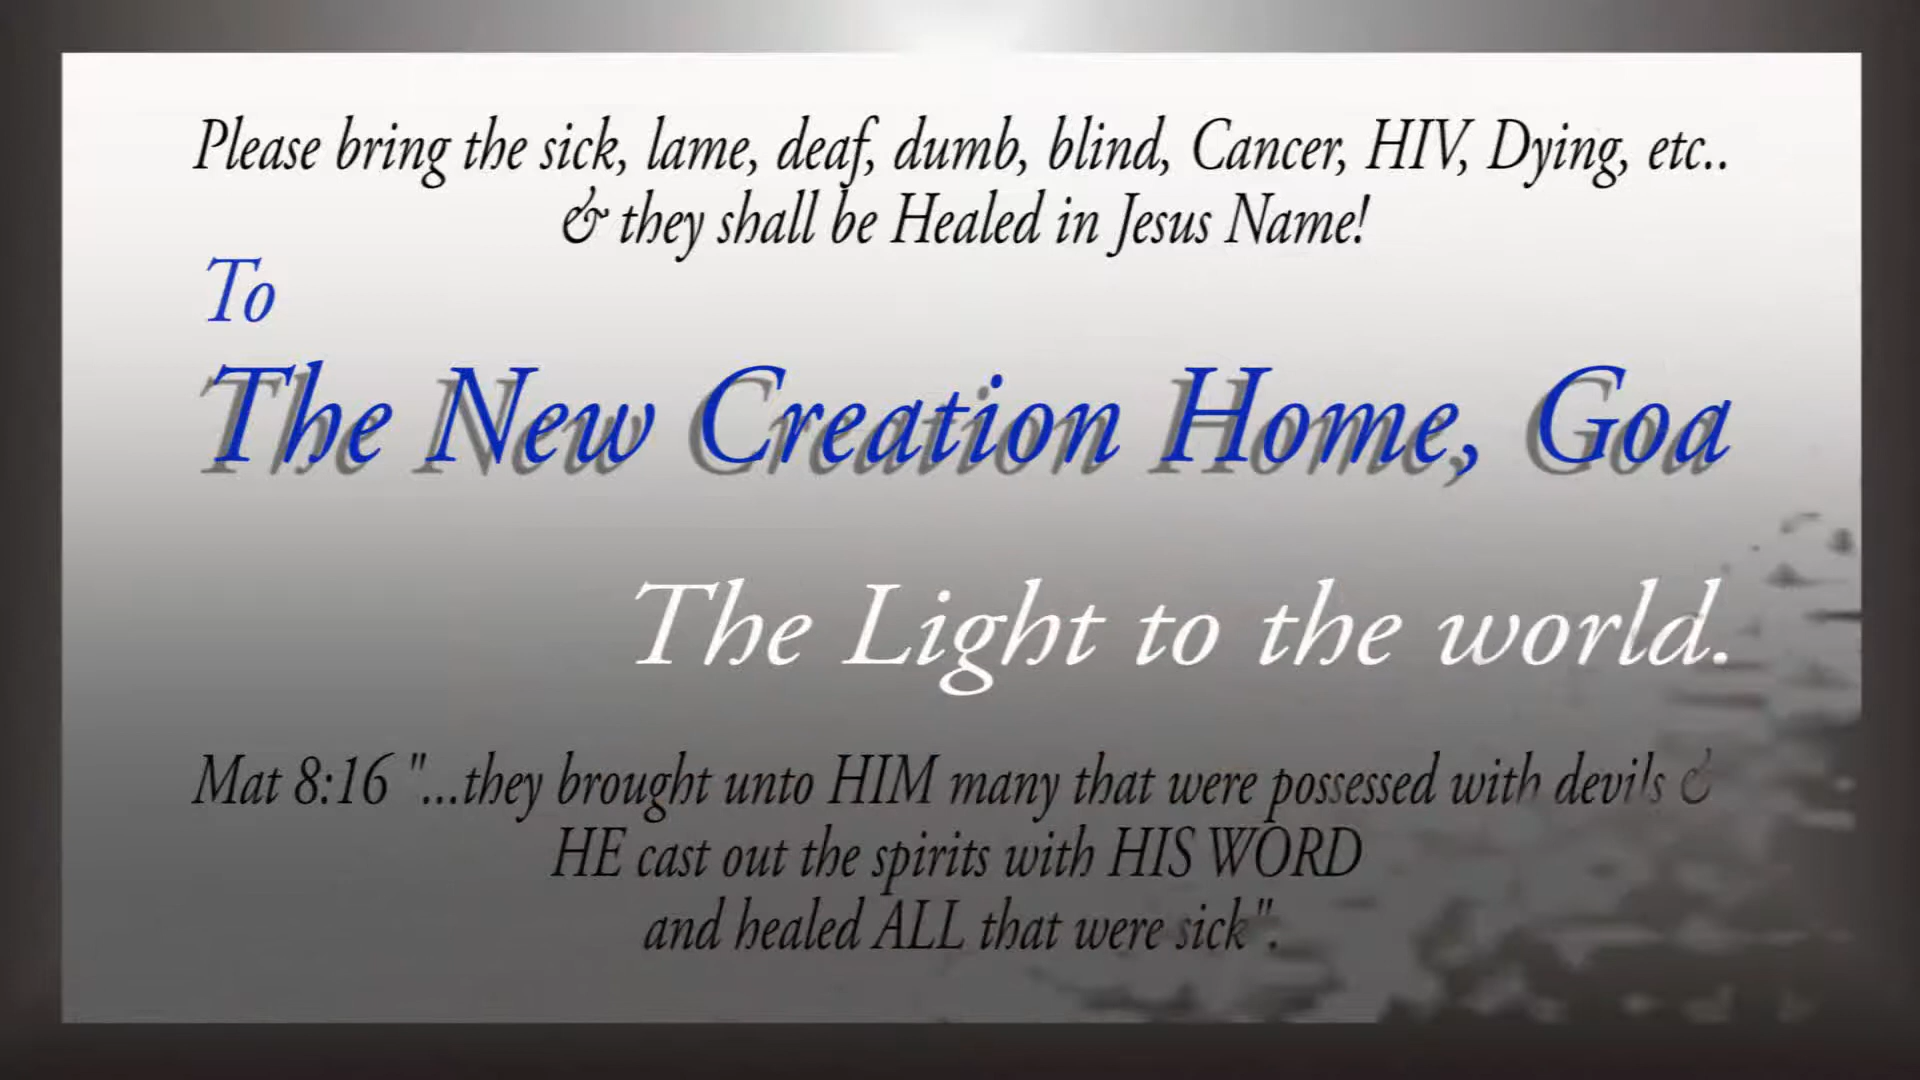 Please bring the sick, lame, deaf, dumb, blind, Cancer, HIV, Dying, etc..
& they shall be Healed in Jesus Name!
To
The New Creation Home, Goa
The Light to the world.
Mat 8:16 "...they brought unto HIM many that were possessed with devils &
HE cast out the spirits with HIS WORD
and healed ALL that were sick".